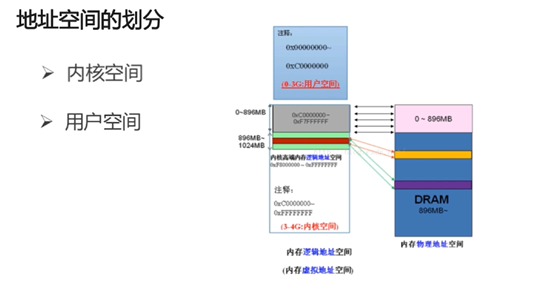 地址空间的划分
➢ 内核空间
➢ 用户空间
注释:
0x00000000~
0xC0000000
(0-3G:用户空间)
0~896MB
0xC0000000~
0xF7FFFFFF
0 ~ 896MB
896MB~
1024MB
内核高端内存逻辑地址空间
0xF8000000 ~ 0xFFFFFFFF
注释:
0xC0000000~
0xFFFFFFFF
(3-4G:内核空间)
DRAM
896MB~
内存逻辑地址空间
(内存虚拟地址空间)
内存物理地址空间